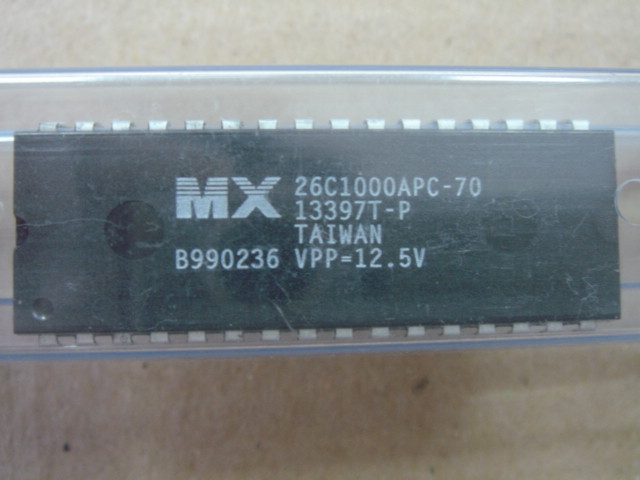 MX 26C1000APC-70
13397T-P
TAIWAN
B990236 VPP=12.5V